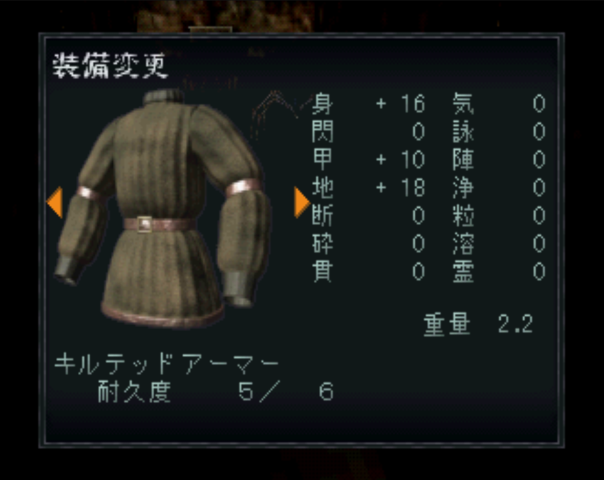 装備変更
身 + 16 気 0
閃 0 詠 0
甲 + 10 陣 0
地 + 18 浄 0
断 0 粒 0
砕 0 溶 0
貫 0 霊 0
重量 2.2
キルテッドアーマー
耐久度 5／ 6